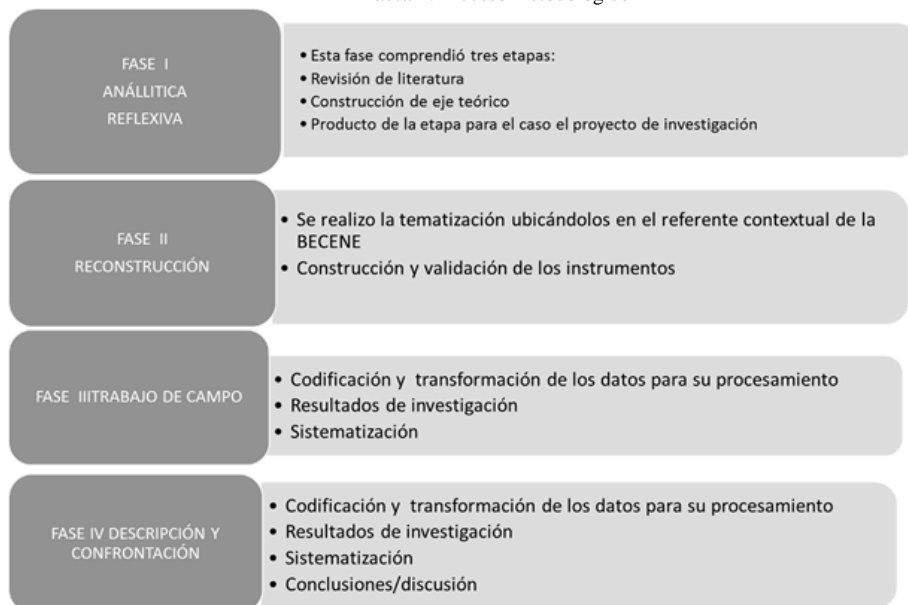 FASE I
ANÁLLITICA
REFLEXIVA
• Esta fase comprendió tres etapas:
• Revisión de literatura
• Construcción de eje teórico
• Producto de la etapa para el caso el proyecto de investigación
FASE II
RECONSTRUCCIÓN
• Se realizo la tematización ubicándolos en el referente contextual de la
BECENE
• Construcción y validación de los instrumentos
FASE IIITRABAJO DE CAMPO
• Codificación y transformación de los datos para su procesamiento
• Resultados de investigación
• Sistematización
FASE IV DESCRIPCIÓN Y
CONFRONTACIÓN
• Codificación y transformación de los datos para su procesamiento
• Resultados de investigación
• Sistematización
• Conclusiones/discusión